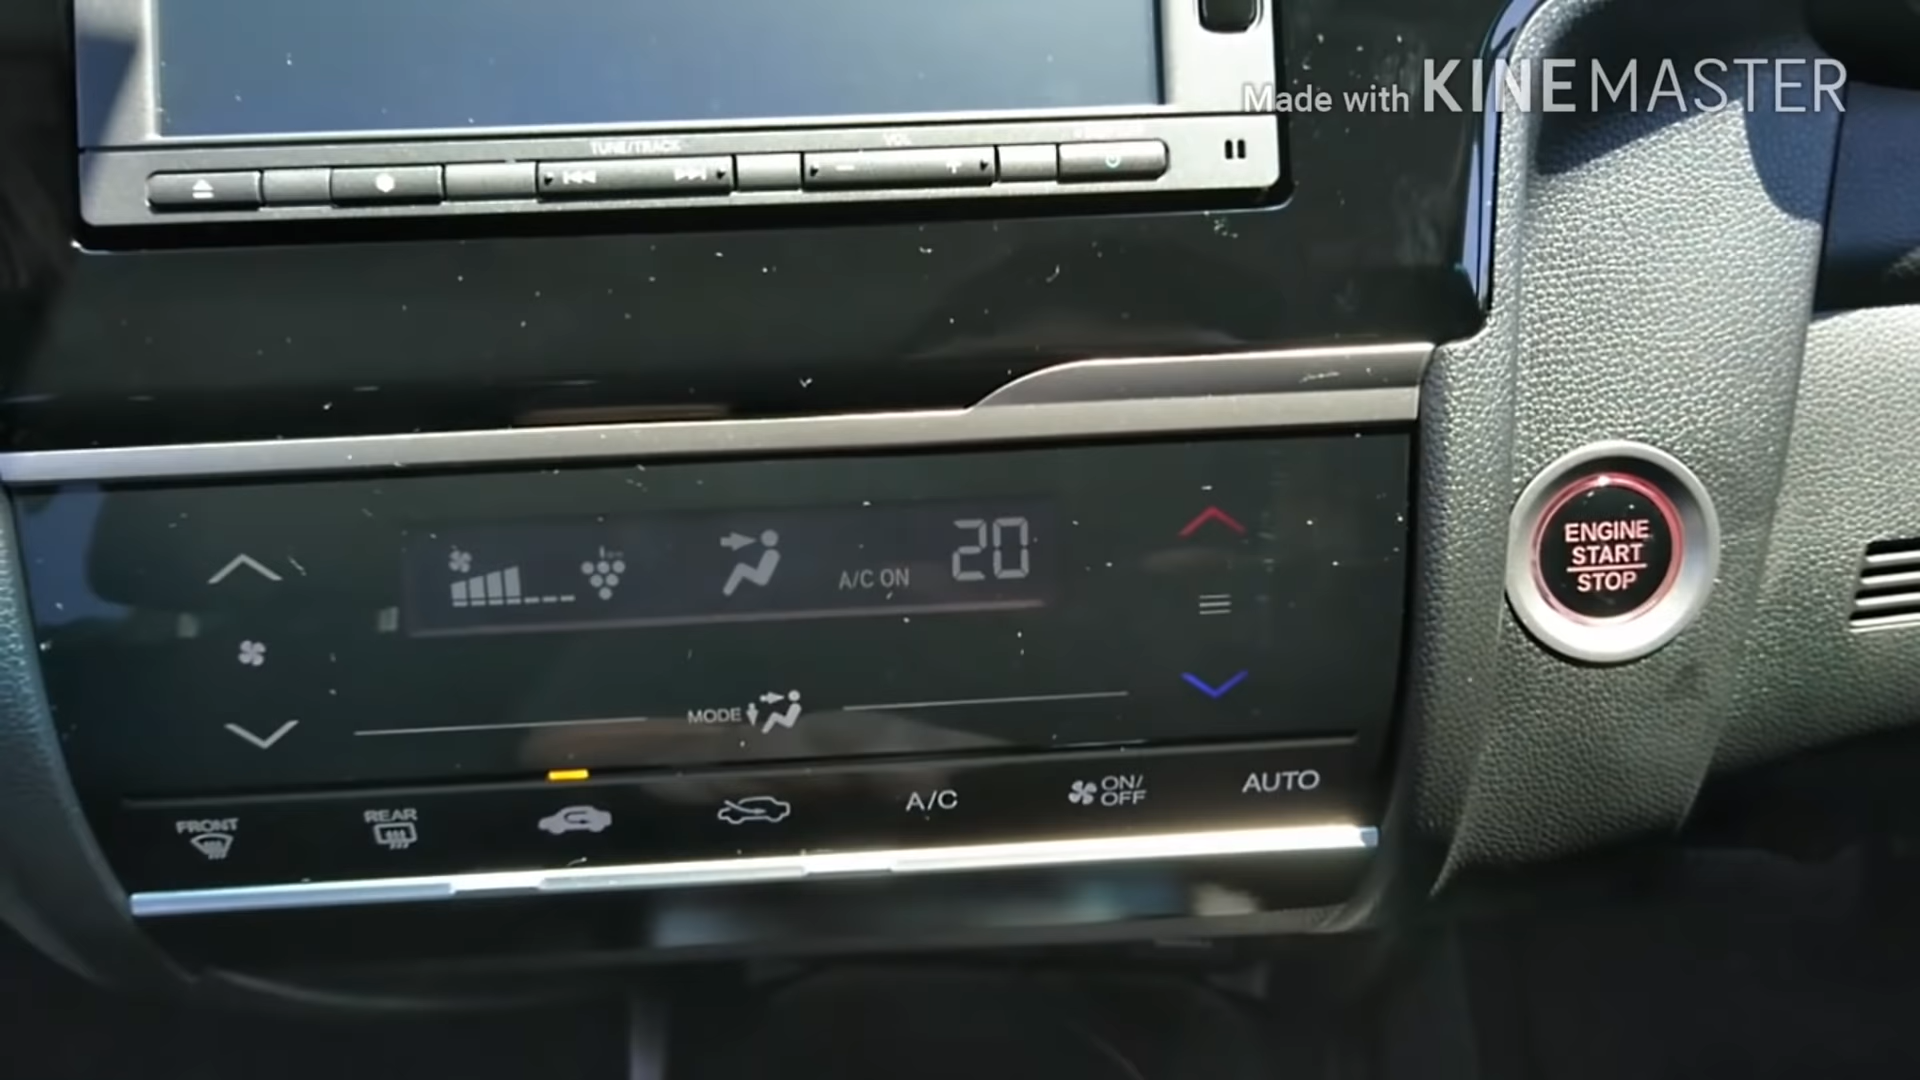 Made with KINEMASTER
TUNE/TRACK
VOL
20
A/C ON
ENGINE
START
STOP
MODE
FRONT
REAR
A/C
ON/
OFF
AUTO